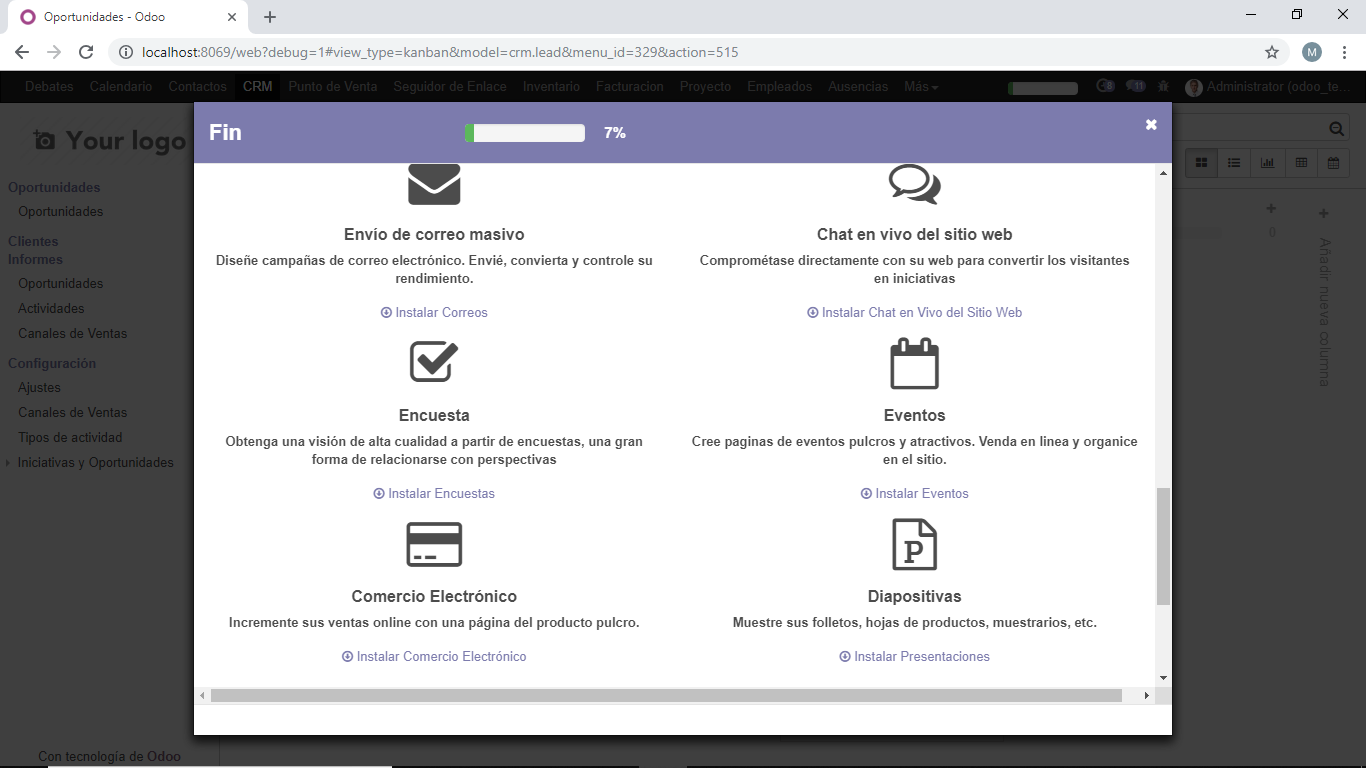 Oportunidades - Odoo
localhost:8069/web?debug=1#view_type=kanban&model=crm.lead&menu_id=329&action=515
M
Debates Calendario Contactos CRM Punto de Venta Seguidor de Enlace Inventario Facturacion Proyecto Empleados Ausencias Más 8 11 Administrator (odoo_te...
Your logo
Fin 7%
Oportunidades
Oportunidades
Clientes
Informes
Oportunidades
Actividades
Canales de Ventas
Configuración
Ajustes
Canales de Ventas
Tipos de actividad
Iniciativas y Oportunidades
Con tecnología de Odoo
Envío de correo masivo
Diseñe campañas de correo electrónico. Envié, convierta y controle su
rendimiento.
Instalar Correos
Chat en vivo del sitio web
Comprométase directamente con su web para convertir los visitantes
en iniciativas
Instalar Chat en Vivo del Sitio Web
Encuesta
Obtenga una visión de alta cualidad a partir de encuestas, una gran
forma de relacionarse con perspectivas
Instalar Encuestas
Eventos
Cree paginas de eventos pulcros y atractivos. Venda en linea y organice
en el sitio.
Instalar Eventos
Comercio Electrónico
Incremente sus ventas online con una página del producto pulcro.
Instalar Comercio Electrónico
P
Diapositivas
Muestre sus folletos, hojas de productos, muestrarios, etc.
Instalar Presentaciones
0
Añadir nueva columna